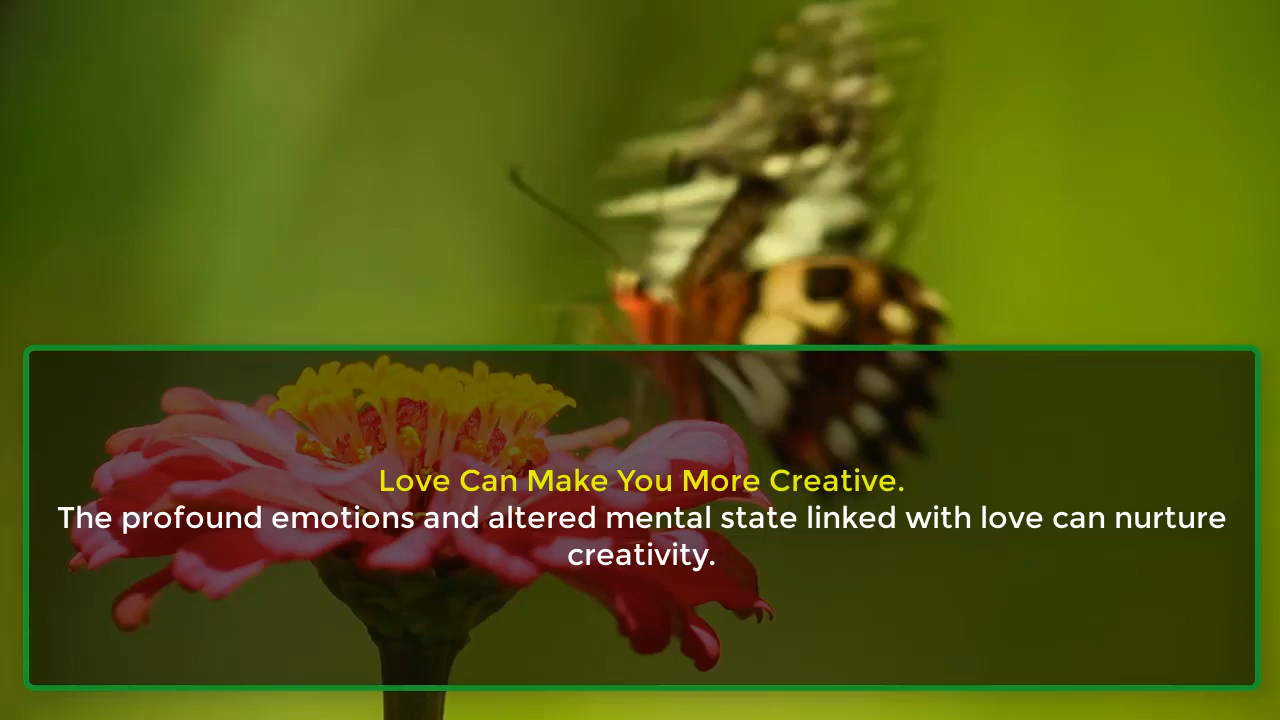 Love Can Make You More Creative.
The profound emotions and altered mental state linked with love can nurture
creativity.